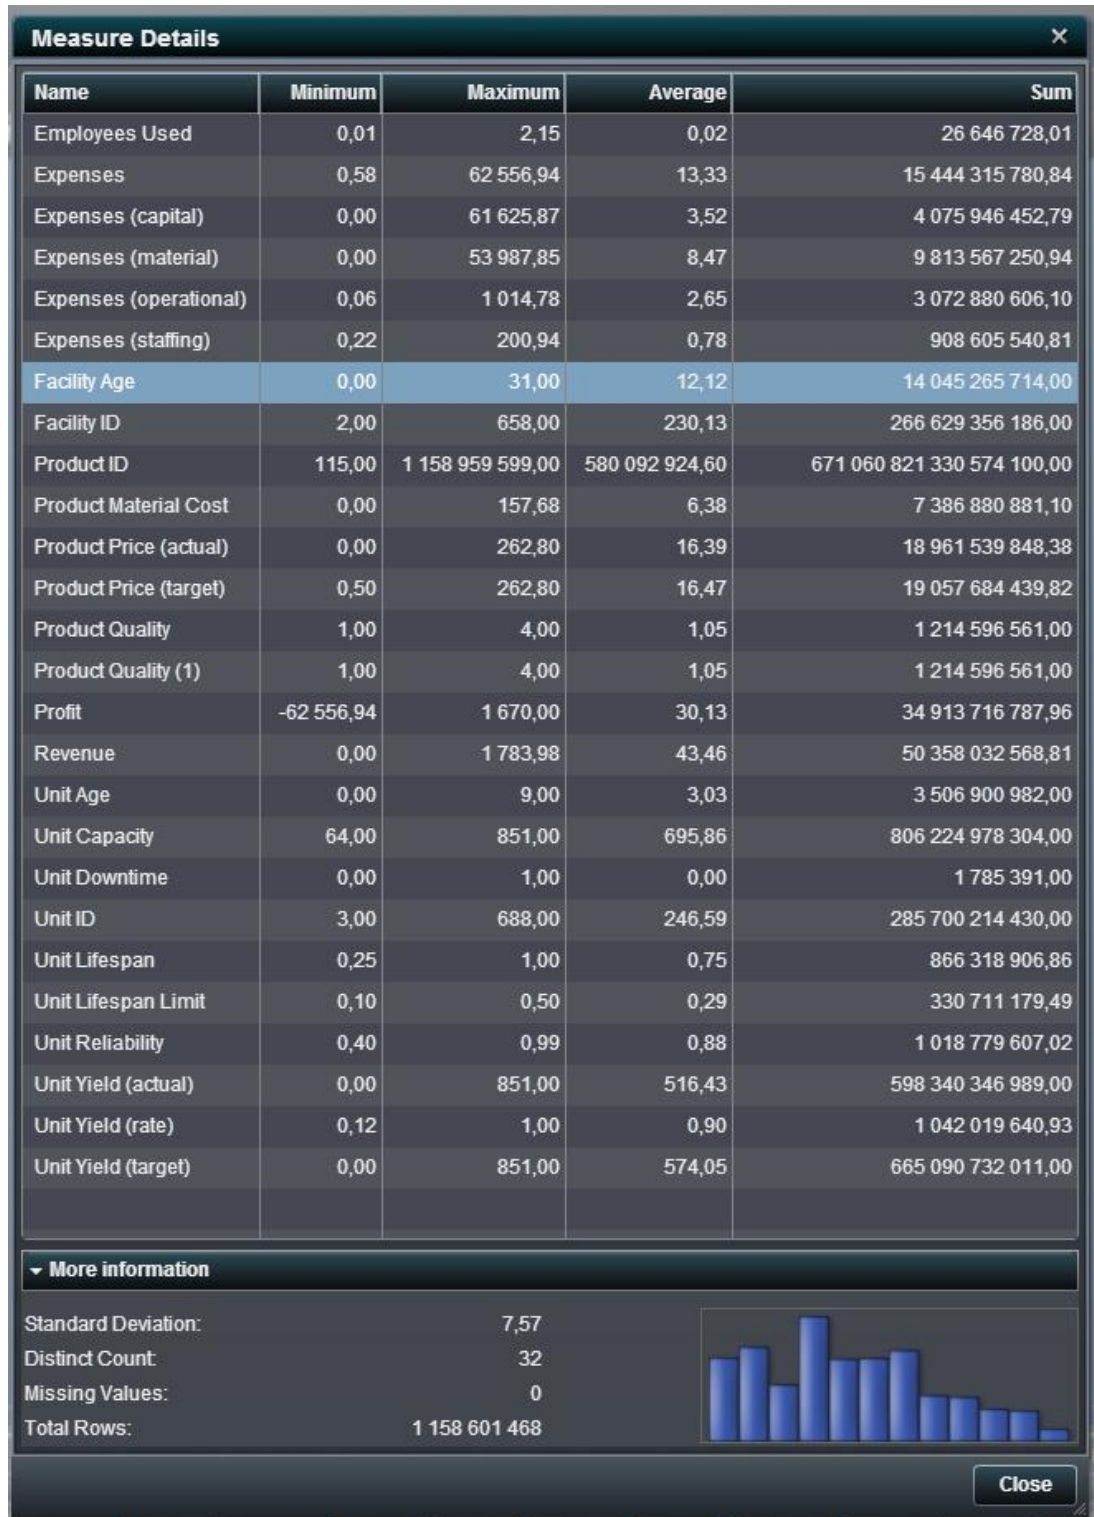 Measure Details
Name Minimum Maximum Average Sum
Employees Used 0,01 2,15 0,02 26 646 728,01
Expenses 0,58 62 556,94 13,33 15 444 315 780,84
Expenses (capital) 0,00 61 625,87 3,52 4 075 946 452,79
Expenses (material) 0,00 53 987,85 8,47 9 813 567 250,94
Expenses (operational) 0,06 1 014,78 2,65 3 072 880 606,10
Expenses (staffing) 0,22 200,94 0,78 908 605 540,81
Facility Age 0,00 31,00 12,12 14 045 265 714,00
Facility ID 2,00 658,00 230,13 266 629 356 186,00
Product ID 115,00 1 158 959 599,00 580 092 924,60 671 060 821 330 574 100,00
Product Material Cost 0,00 157,68 6,38 7 386 880 881,10
Product Price (actual) 0,00 262,80 16,39 18 961 539 848,38
Product Price (target) 0,50 262,80 16,47 19 057 684 439,82
Product Quality 1,00 4,00 1,05 1 214 596 561,00
Product Quality (1) 1,00 4,00 1,05 1 214 596 561,00
Profit -62 556,94 1 670,00 30,13 34 913 716 787,96
Revenue 0,00 1 783,98 43,46 50 358 032 568,81
Unit Age 0,00 9,00 3,03 3 506 900 982,00
Unit Capacity 64,00 851,00 695,86 806 224 978 304,00
Unit Downtime 0,00 1,00 0,00 1 785 391,00
Unit ID 3,00 688,00 246,59 285 700 214 430,00
Unit Lifespan 0,25 1,00 0,75 866 318 906,86
Unit Lifespan Limit 0,10 0,50 0,29 330 711 179,49
Unit Reliability 0,40 0,99 0,88 1 018 779 607,02
Unit Yield (actual) 0,00 851,00 516,43 598 340 346 989,00
Unit Yield (rate) 0,12 1,00 0,90 1 042 019 640,93
Unit Yield (target) 0,00 851,00 574,05 665 090 732 011,00
More information
Standard Deviation: 7,57
Distinct Count: 32
Missing Values: 0
Total Rows: 1 158 601 468
Close